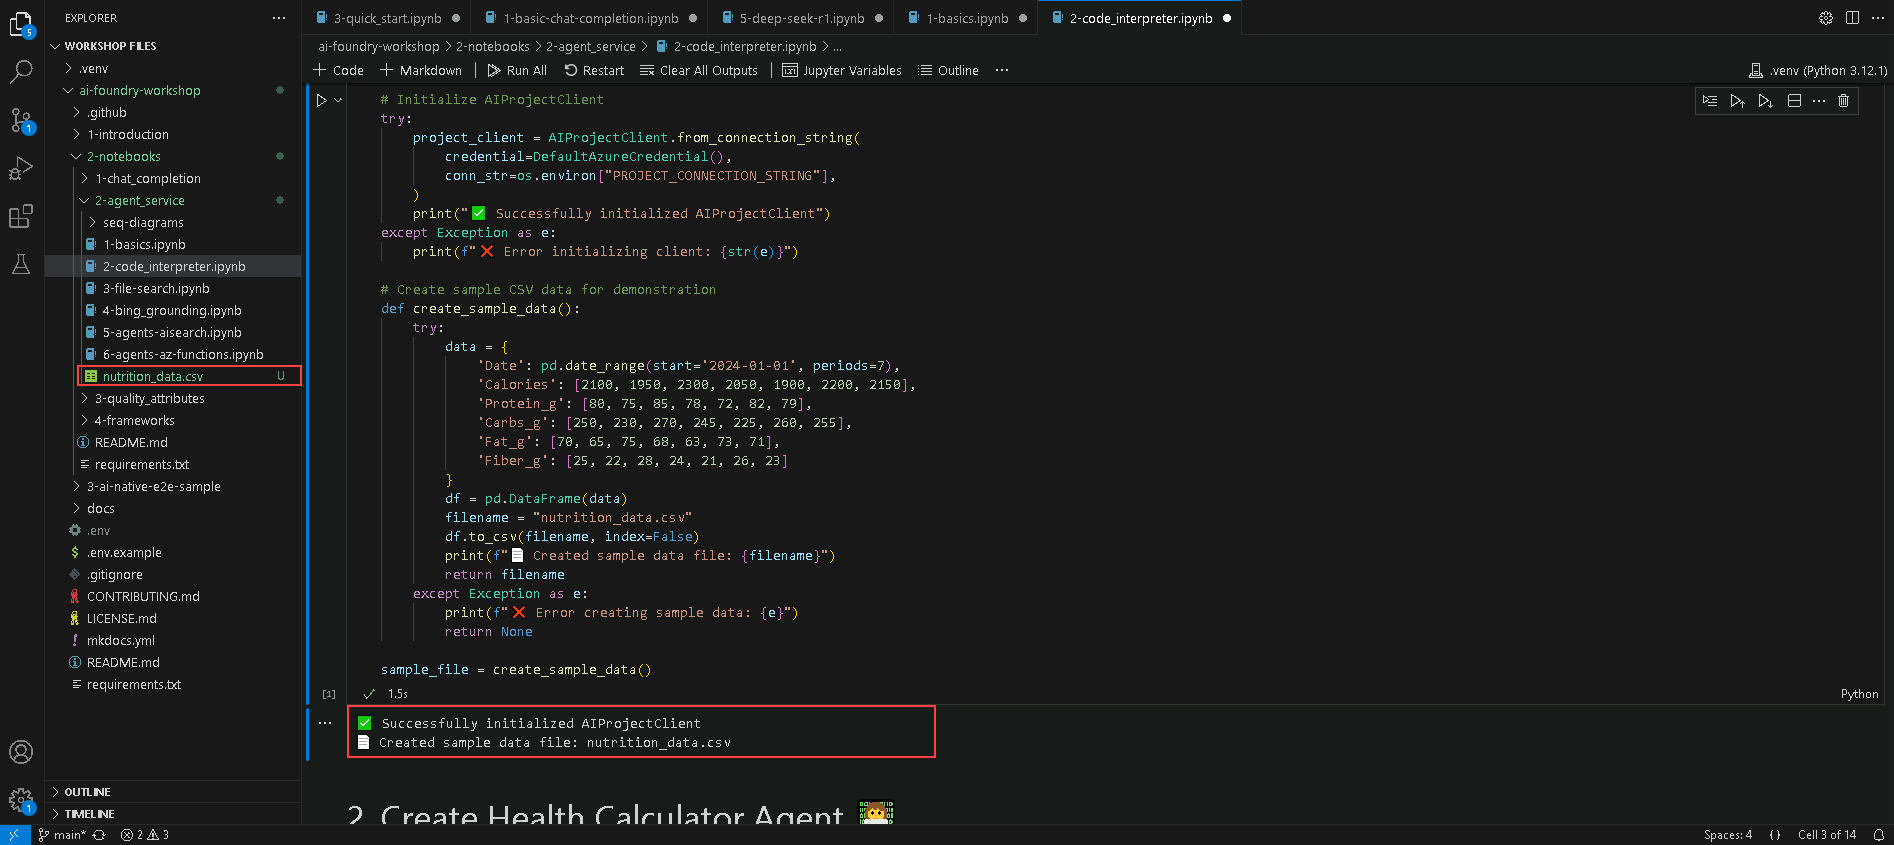 EXPLORER
WORKSHOP FILES
.venv
ai-foundry-workshop
.github
1-introduction
2-notebooks
1-chat_completion
2-agent_service
seq-diagrams
1-basics.ipynb
2-code_interpreter.ipynb
3-file-search.ipynb
4-bing_grounding.ipynb
5-agents-aisearch.ipynb
6-agents-az-functions.ipynb
nutrition_data.csv U
3-quality_attributes
4-frameworks
README.md
requirements.txt
3-ai-native-e2e-sample
docs
.env
.env.example
.gitignore
CONTRIBUTING.md
LICENSE.md
mkdocs.yml
README.md
requirements.txt
OUTLINE
TIMELINE
5
1
1
3-quick_start.ipynb 1-basic-chat-completion.ipynb 5-deep-seek-r1.ipynb 1-basics.ipynb 2-code_interpreter.ipynb
ai-foundry-workshop > 2-notebooks > 2-agent_service > 2-code_interpreter.ipynb > ...
+ Code + Markdown | Run All Restart Clear All Outputs | Jupyter Variables Outline ... .venv (Python 3.12.1)
# Initialize AIProjectClient
try:
    project_client = AIProjectClient.from_connection_string(
        credential=DefaultAzureCredential(),
        conn_str=os.environ["PROJECT_CONNECTION_STRING"],
    )
    print("✅ Successfully initialized AIProjectClient")
except Exception as e:
    print(f"❌ Error initializing client: {str(e)}")
# Create sample CSV data for demonstration
def create_sample_data():
    try:
        data = {
            'Date': pd.date_range(start='2024-01-01', periods=7),
            'Calories': [2100, 1950, 2300, 2050, 1900, 2200, 2150],
            'Protein_g': [80, 75, 85, 78, 72, 82, 79],
            'Carbs_g': [250, 230, 270, 245, 225, 260, 255],
            'Fat_g': [70, 65, 75, 68, 63, 73, 71],
            'Fiber_g': [25, 22, 28, 24, 21, 26, 23]
        }
        df = pd.DataFrame(data)
        filename = "nutrition_data.csv"
        df.to_csv(filename, index=False)
        print(f"📄 Created sample data file: {filename}")
        return filename
    except Exception as e:
        print(f"❌ Error creating sample data: {e}")
        return None
sample_file = create_sample_data()
[1] ✓ 1.5s Python
✅ Successfully initialized AIProjectClient
📄 Created sample data file: nutrition_data.csv
2. Create Health Calculator Agent
main* 2 3 Spaces: 4 {} Cell 3 of 14